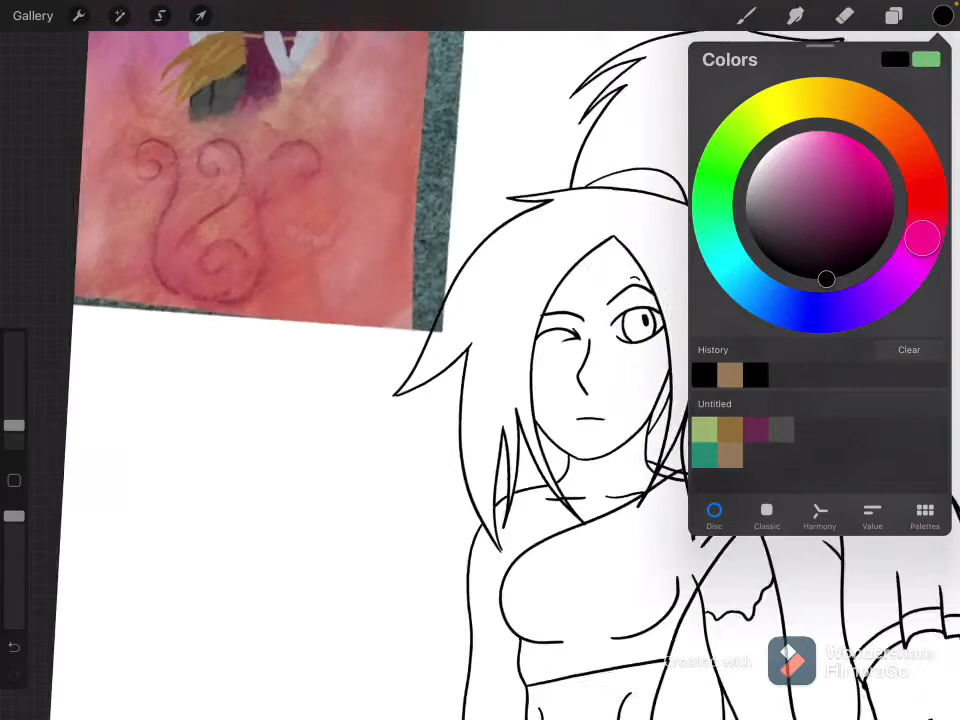 Gallery
Colors
History
Clear
Untitled
Disc
Classic
Harmony
Value
Palettes
Created with
Wondershare
FilmoraGo